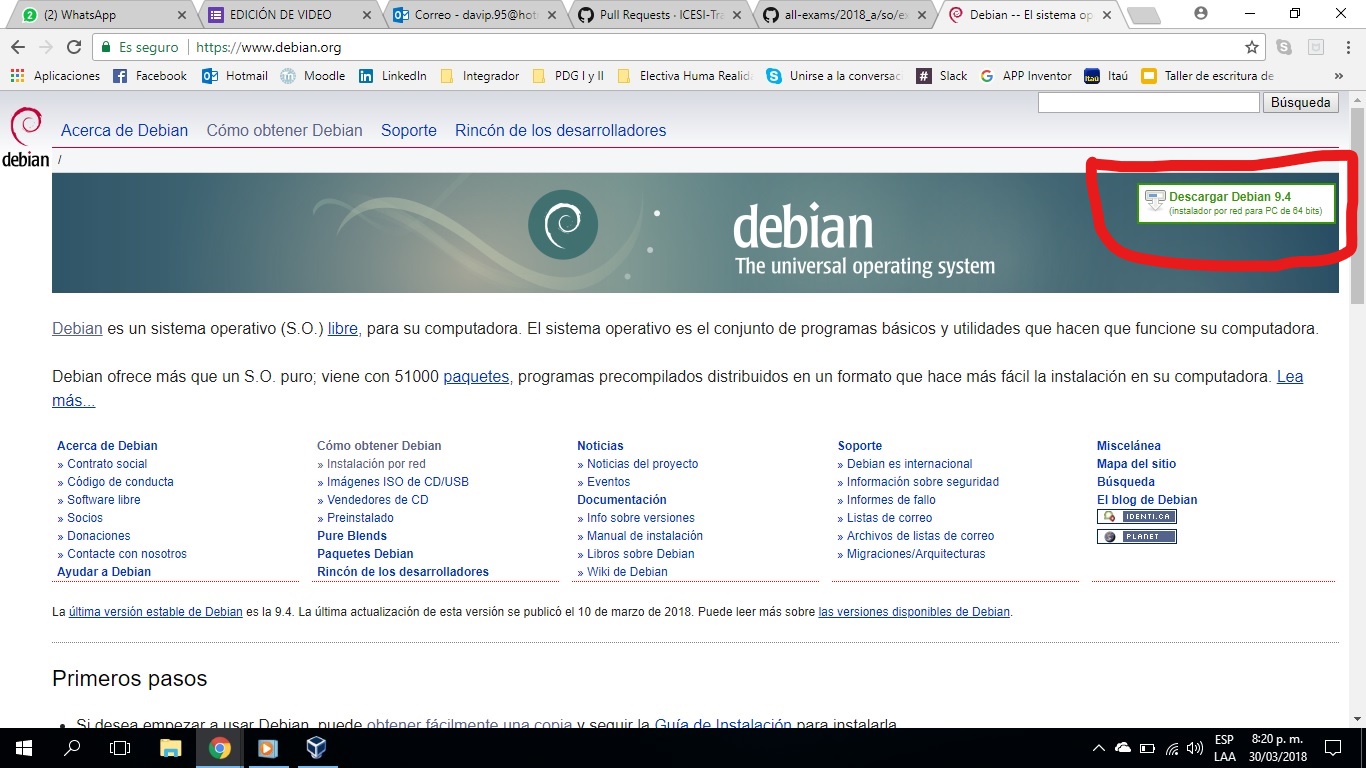 (2) WhatsApp
EDICIÓN DE VIDEO
Correo - davip.95@hotm
Pull Requests · ICESI-Tra
all-exams/2018_a/so/ex
Debian -- El sistema op
Es seguro
https://www.debian.org
Aplicaciones
Facebook
Hotmail
Moodle
LinkedIn
Integrador
PDG I y II
Electiva Huma Realid
Unirse a la conversac
Slack
APP Inventor
Itaú
Itaú
Taller de escritura de
»
Búsqueda
debian
Acerca de Debian
Cómo obtener Debian
Soporte
Rincón de los desarrolladores
/
debian
The universal operating system
Descargar Debian 9.4
(instalador por red para PC de 64 bits)
Debian es un sistema operativo (S.O.) libre, para su computadora. El sistema operativo es el conjunto de programas básicos y utilidades que hacen que funcione su computadora.
Debian ofrece más que un S.O. puro; viene con 51000 paquetes, programas precompilados distribuidos en un formato que hace más fácil la instalación en su computadora. Lea
más...
Acerca de Debian
» Contrato social
» Código de conducta
» Software libre
» Socios
» Donaciones
» Contacte con nosotros
Ayudar a Debian
Cómo obtener Debian
» Instalación por red
» Imágenes ISO de CD/USB
» Vendedores de CD
» Preinstalado
Pure Blends
Paquetes Debian
Rincón de los desarrolladores
Noticias
» Noticias del proyecto
» Eventos
Documentación
» Info sobre versiones
» Manual de instalación
» Libros sobre Debian
» Wiki de Debian
Soporte
» Debian es internacional
» Información sobre seguridad
» Informes de fallo
» Listas de correo
» Archivos de listas de correo
» Migraciones/Arquitecturas
Miscelánea
Mapa del sitio
Búsqueda
El blog de Debian
IDENTI.CA
PLANET
La última versión estable de Debian es la 9.4. La última actualización de esta versión se publicó el 10 de marzo de 2018. Puede leer más sobre las versiones disponibles de Debian.
Primeros pasos
• Si desea empezar a usar Debian, puede obtener fácilmente una copia y seguir la Guía de Instalación para instalarla.
ESP
LAA
8:20 p. m.
30/03/2018